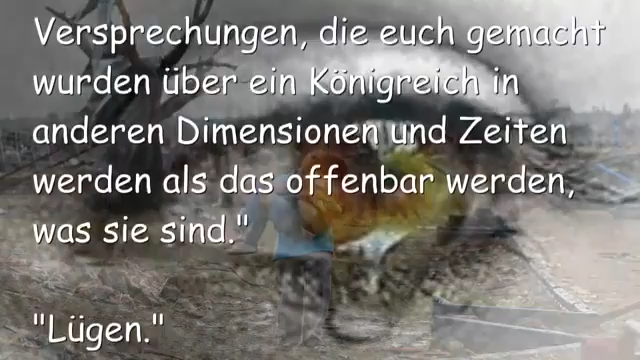 Versprechungen, die euch gemacht
wurden über ein Königreich in
anderen Dimensionen und Zeiten
werden als das offenbar werden,
was sie sind."
"Lügen."